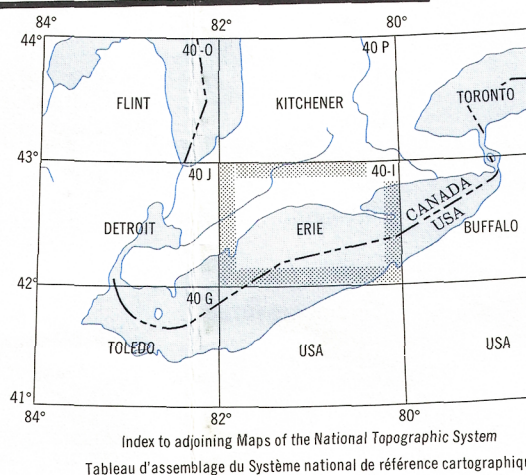 84° 82° 80°
44° 40-O 40 P
FLINT KITCHENER TORONTO
43° 40 J 40-I
CANADA
USA
DETROIT ERIE BUFFALO
42° 40 G
TOLEDO USA USA
41°
84° 82° 80°
Index to adjoining Maps of the National Topographic System
Tableau d'assemblage du Système national de référence cartographique